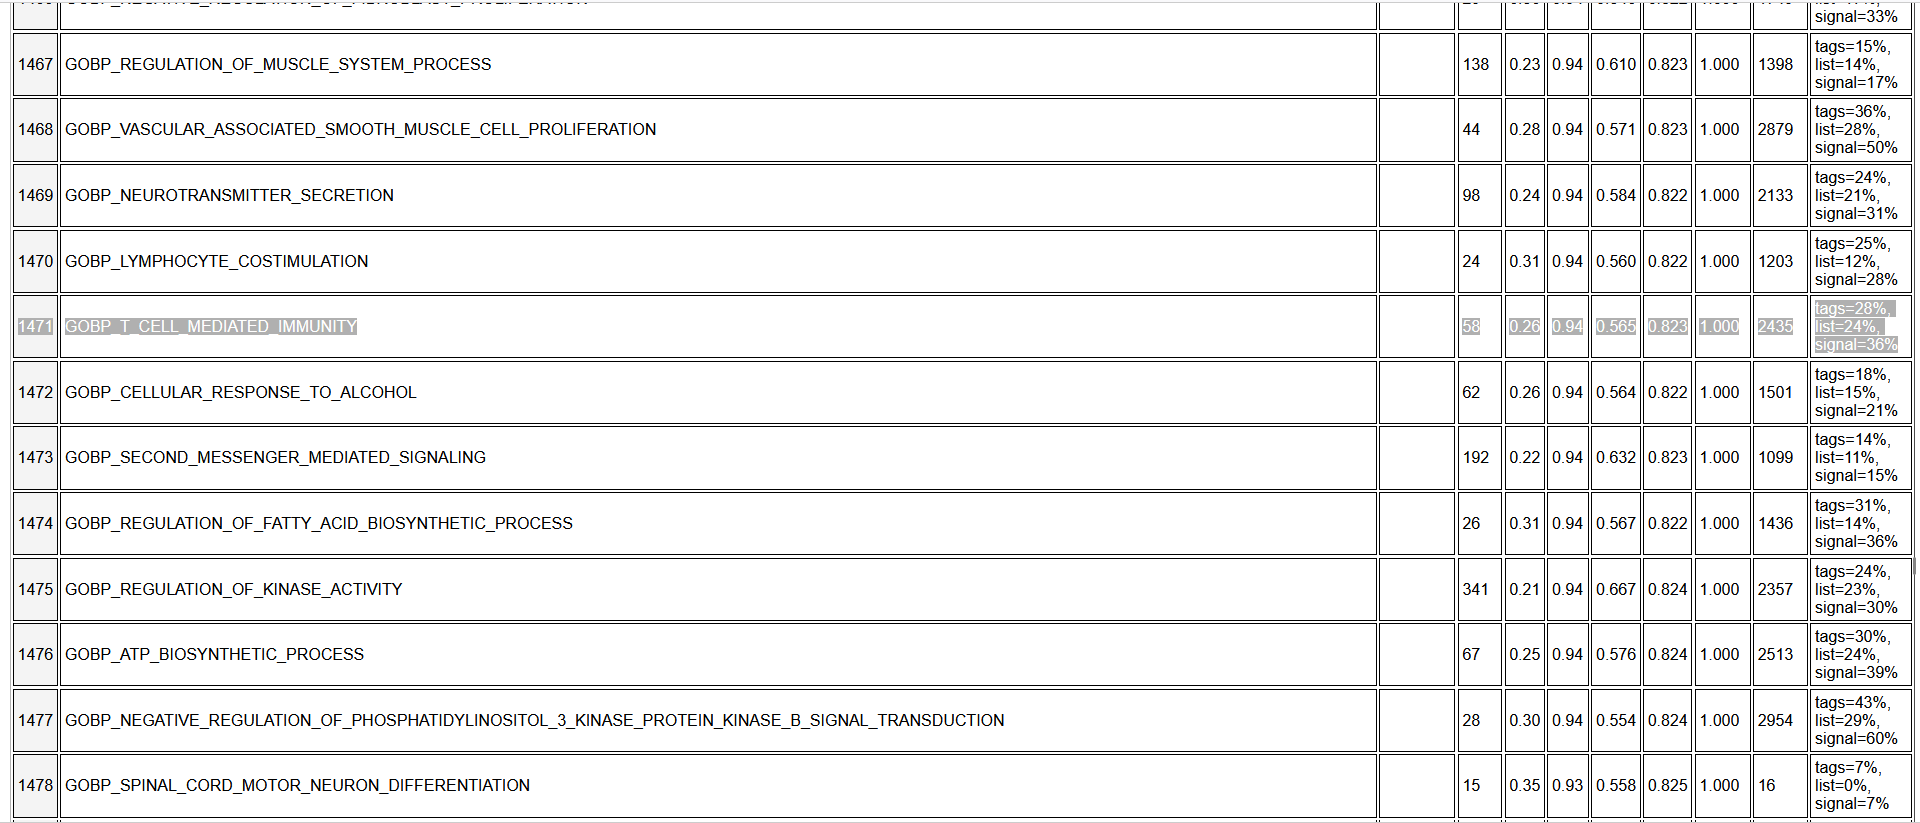 signal=33%
1467 GOBP_REGULATION_OF_MUSCLE_SYSTEM_PROCESS 138 0.23 0.94 0.610 0.823 1.000 1398 tags=15%,
list=14%,
signal=17%
1468 GOBP_VASCULAR_ASSOCIATED_SMOOTH_MUSCLE_CELL_PROLIFERATION 44 0.28 0.94 0.571 0.823 1.000 2879 tags=36%,
list=28%,
signal=50%
1469 GOBP_NEUROTRANSMITTER_SECRETION 98 0.24 0.94 0.584 0.822 1.000 2133 tags=24%,
list=21%,
signal=31%
1470 GOBP_LYMPHOCYTE_COSTIMULATION 24 0.31 0.94 0.560 0.822 1.000 1203 tags=25%,
list=12%,
signal=28%
1471 GOBP_T_CELL_MEDIATED_IMMUNITY 58 0.26 0.94 0.565 0.823 1.000 2435 tags=28%,
list=24%,
signal=36%
1472 GOBP_CELLULAR_RESPONSE_TO_ALCOHOL 62 0.26 0.94 0.564 0.822 1.000 1501 tags=18%,
list=15%,
signal=21%
1473 GOBP_SECOND_MESSENGER_MEDIATED_SIGNALING 192 0.22 0.94 0.632 0.823 1.000 1099 tags=14%,
list=11%,
signal=15%
1474 GOBP_REGULATION_OF_FATTY_ACID_BIOSYNTHETIC_PROCESS 26 0.31 0.94 0.567 0.822 1.000 1436 tags=31%,
list=14%,
signal=36%
1475 GOBP_REGULATION_OF_KINASE_ACTIVITY 341 0.21 0.94 0.667 0.824 1.000 2357 tags=24%,
list=23%,
signal=30%
1476 GOBP_ATP_BIOSYNTHETIC_PROCESS 67 0.25 0.94 0.576 0.824 1.000 2513 tags=30%,
list=24%,
signal=39%
1477 GOBP_NEGATIVE_REGULATION_OF_PHOSPHATIDYLINOSITOL_3_KINASE_PROTEIN_KINASE_B_SIGNAL_TRANSDUCTION 28 0.30 0.94 0.554 0.824 1.000 2954 tags=43%,
list=29%,
signal=60%
1478 GOBP_SPINAL_CORD_MOTOR_NEURON_DIFFERENTIATION 15 0.35 0.93 0.558 0.825 1.000 16 tags=7%,
list=0%,
signal=7%